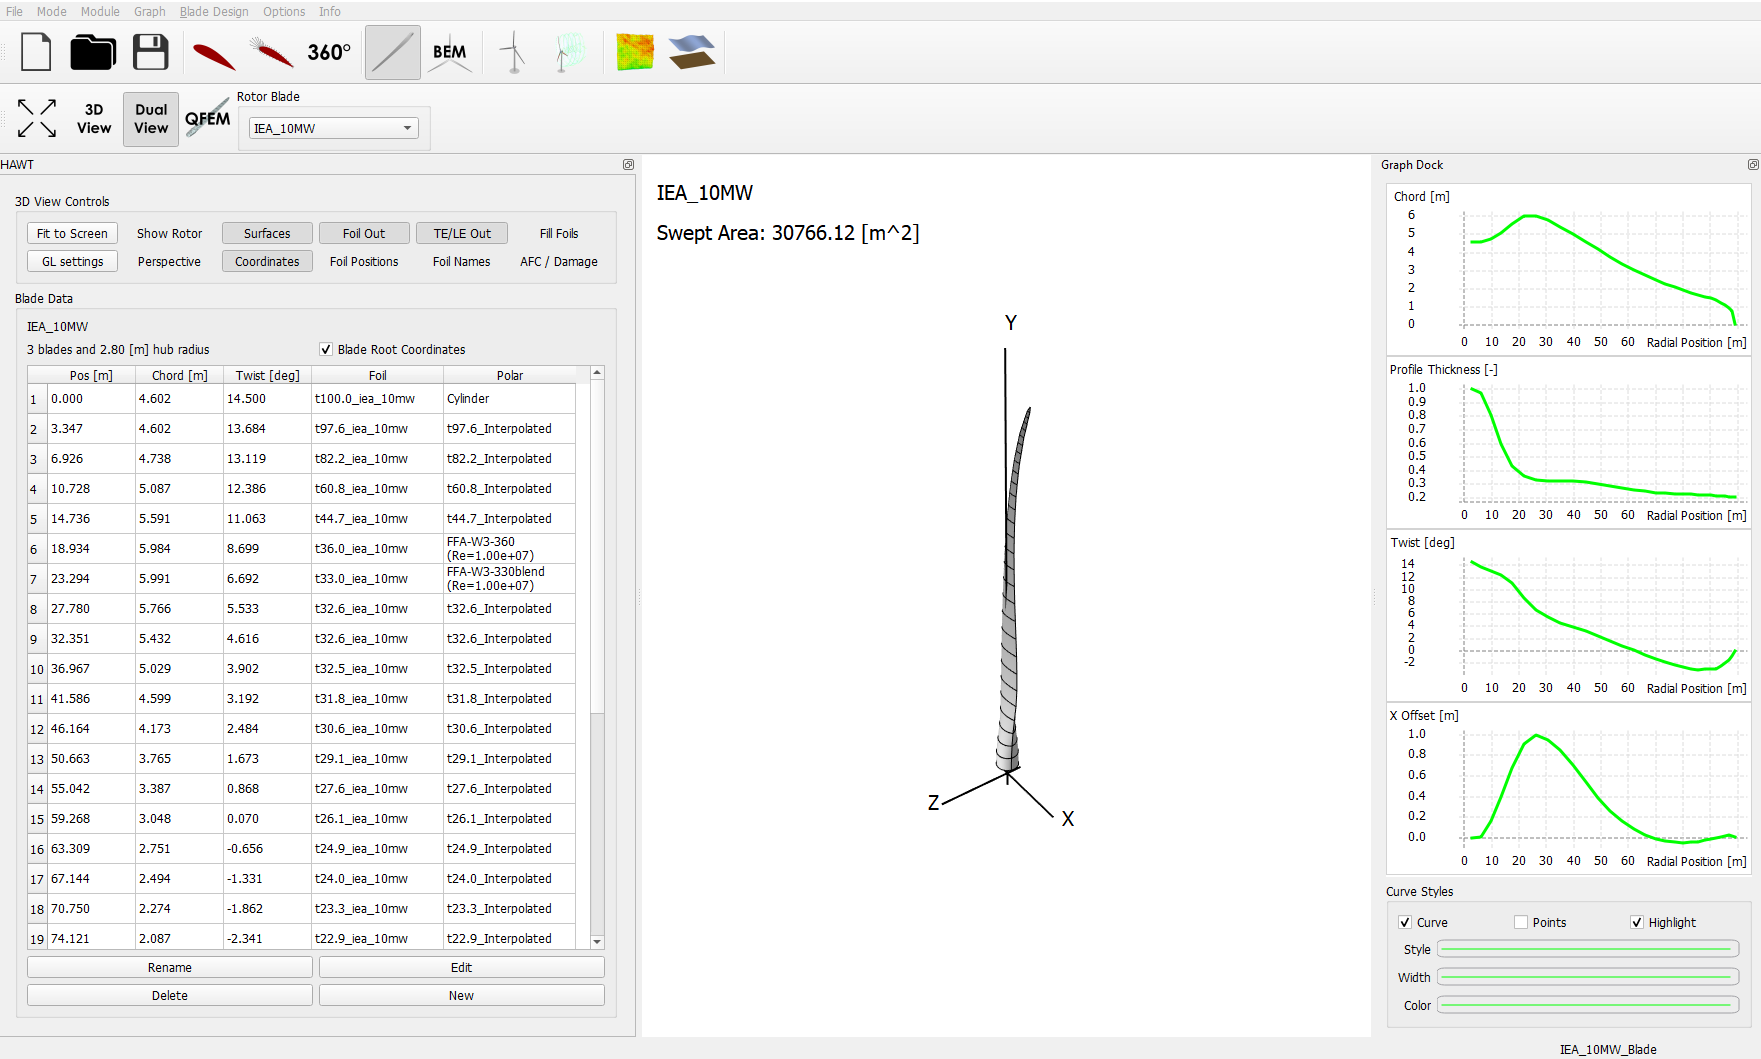 File Mode Module Graph Blade Design Options Info
360° BEM
3D View Dual View QFEM
Rotor Blade
IEA_10MW
HAWT
3D View Controls
Fit to Screen Show Rotor Surfaces Foil Out TE/LE Out Fill Foils
GL settings Perspective Coordinates Foil Positions Foil Names AFC / Damage
Blade Data
IEA_10MW
3 blades and 2.80 [m] hub radius Blade Root Coordinates
Pos [m] Chord [m] Twist [deg] Foil Polar
1 0.000 4.602 14.500 t100.0_iea_10mw Cylinder
2 3.347 4.602 13.684 t97.6_iea_10mw t97.6_Interpolated
3 6.926 4.738 13.119 t82.2_iea_10mw t82.2_Interpolated
4 10.728 5.087 12.386 t60.8_iea_10mw t60.8_Interpolated
5 14.736 5.591 11.063 t44.7_iea_10mw t44.7_Interpolated
6 18.934 5.984 8.699 t36.0_iea_10mw FFA-W3-360 (Re=1.00e+07)
7 23.294 5.991 6.692 t33.0_iea_10mw FFA-W3-330blend (Re=1.00e+07)
8 27.780 5.766 5.533 t32.6_iea_10mw t32.6_Interpolated
9 32.351 5.432 4.616 t32.6_iea_10mw t32.6_Interpolated
10 36.967 5.029 3.902 t32.5_iea_10mw t32.5_Interpolated
11 41.586 4.599 3.192 t31.8_iea_10mw t31.8_Interpolated
12 46.164 4.173 2.484 t30.6_iea_10mw t30.6_Interpolated
13 50.663 3.765 1.673 t29.1_iea_10mw t29.1_Interpolated
14 55.042 3.387 0.868 t27.6_iea_10mw t27.6_Interpolated
15 59.268 3.048 0.070 t26.1_iea_10mw t26.1_Interpolated
16 63.309 2.751 -0.656 t24.9_iea_10mw t24.9_Interpolated
17 67.144 2.494 -1.331 t24.0_iea_10mw t24.0_Interpolated
18 70.750 2.274 -1.862 t23.3_iea_10mw t23.3_Interpolated
19 74.121 2.087 -2.341 t22.9_iea_10mw t22.9_Interpolated
Rename Edit
Delete New
IEA_10MW
Swept Area: 30766.12 [m^2]
Y
Z
X
Graph Dock
Chord [m]
6
5
4
3
2
1
0
0 10 20 30 40 50 60 Radial Position [m]
Profile Thickness [-]
1.0
0.9
0.8
0.7
0.6
0.5
0.4
0.3
0.2
0 10 20 30 40 50 60 Radial Position [m]
Twist [deg]
14
12
10
8
6
4
2
0
-2
0 10 20 30 40 50 60 Radial Position [m]
X Offset [m]
1.0
0.8
0.6
0.4
0.2
0.0
0 10 20 30 40 50 60 Radial Position [m]
Curve Styles
Curve Points Highlight
Style
Width
Color
IEA_10MW_Blade